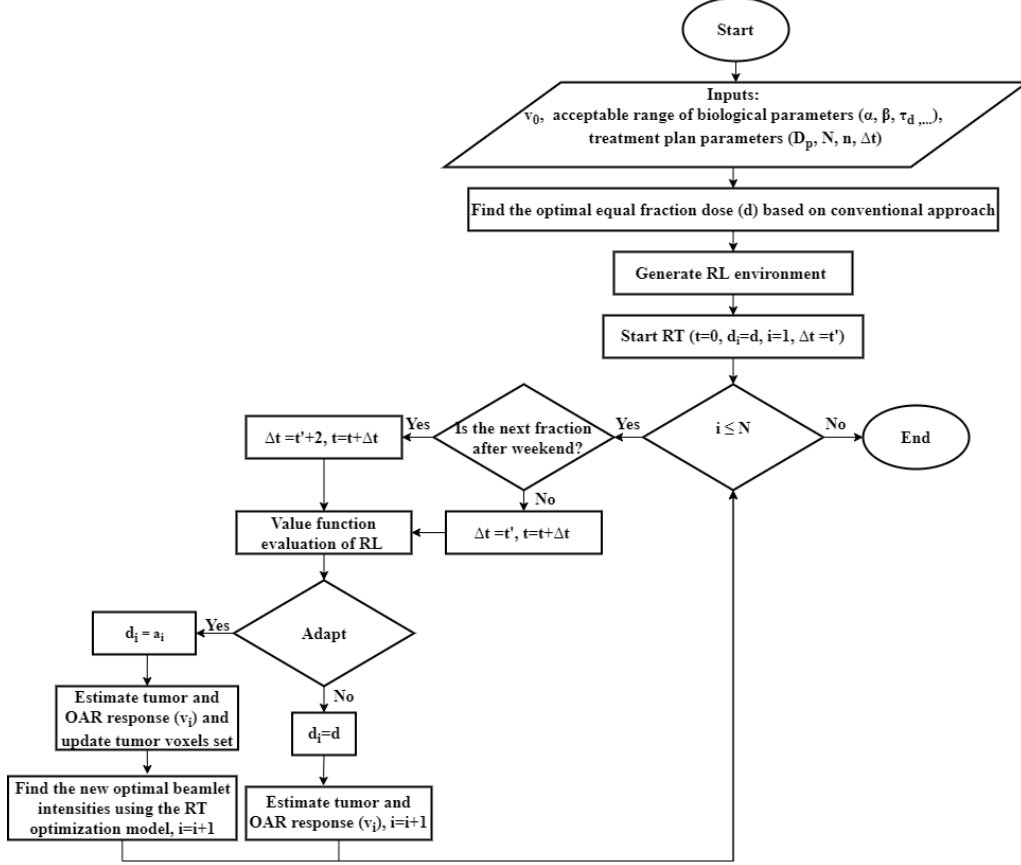 Start
Inputs:
v₀, acceptable range of biological parameters (α, β, τ_d ,...),
treatment plan parameters (Dₚ, N, n, Δt)
Find the optimal equal fraction dose (d) based on conventional approach
Generate RL environment
Start RT (t=0, dᵢ=d, i=1, Δt =t')
i ≤ N
No
End
Yes
Is the next fraction
after weekend?
Yes
Δt =t'+2, t=t+Δt
No
Δt =t', t=t+Δt
Value function
evaluation of RL
Adapt
Yes
dᵢ = aᵢ
Estimate tumor and
OAR response (vᵢ) and
update tumor voxels set
Find the new optimal beamlet
intensities using the RT
optimization model, i=i+1
No
dᵢ=d
Estimate tumor and
OAR response (vᵢ), i=i+1